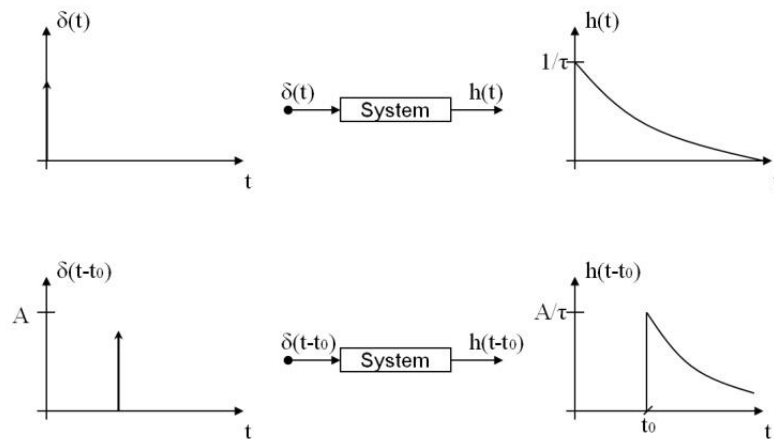 δ(t)
t
δ(t)
System
h(t)
h(t)
1/τ
δ(t-t₀)
A
t
δ(t-t₀)
System
h(t-t₀)
h(t-t₀)
A/τ
t₀
t